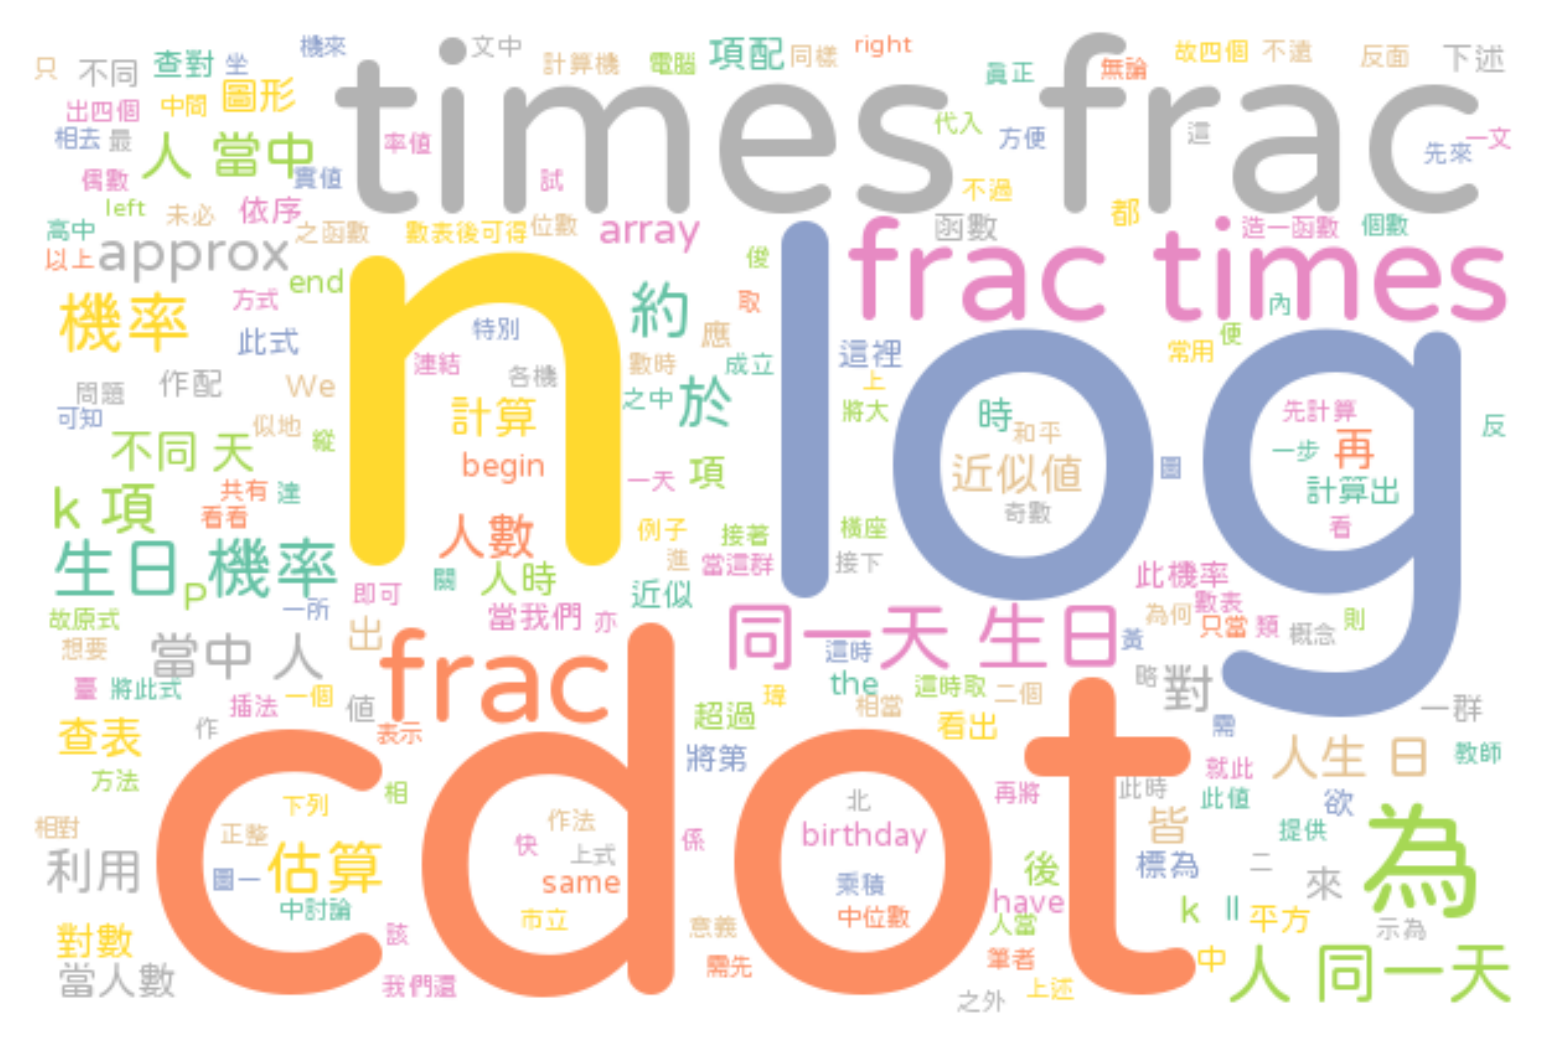 機來 文中 計算機 電腦 項配 同樣 right 真正 無論 故四個 不遠 反面 下述
只 不同 查對 坐 times frac
出四個 中間 圖形 代入 方便 這 先來 一文
相去 最 人 當中 率值
偶數 實值 試 不過 都
left 未必 依序 函數 造一函數 個數
高中 之函數 數表後可得 位數 array
以上 approx end 俊 frac times
機率 方式 n 約 取 log 內
此式 特別 應 這裡 常用 便
問題 作配 We 連結 各機 數時 成立 上
可知 似地 縱 計算 之中 於 將大 時 和平 先計算 反
不同 天 begin 一天 項 近似值 圖 一步 再
k 項 共有 達 奇數 計算出
看看 人數 例子 接著 橫座 看
生日 機率 進 當這群 接下
P 關 人時 近似 此機率
故原式 一所 即可 當我們 亦 同一天 生日 為何 數表 只當 類 概念 則
想要 當中 人 出 frac 這時 黃 略 對
臺 將此式 插法 一個 值 the 瑋 相當 這時取 二個 一群
查表 作 表示 超過 看出 需
方法 將第 cdot 人生 日 教師
相 下列 再將 此時 就此 此值 欲
相對 正整 作法 北 birthday 皆 提供 為
利用 圖一 估算 快 上式 係 後 標為 二 來
中討論 same 乘積 have k ll 平方
對數 該 市立 意義 中位數 人當 示為
當人數 我們還 需先 筆者 中 人 同一天
之外 上述